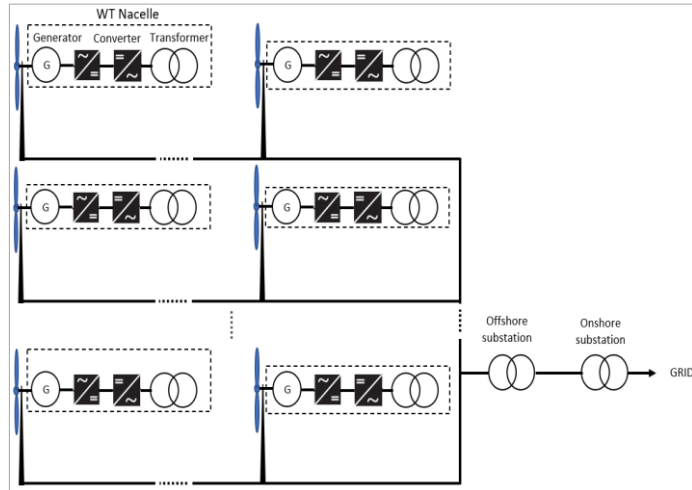 WT Nacelle
Generator Converter Transformer
G
G
G
G
Offshore
substation
Onshore
substation
G
G
GRID